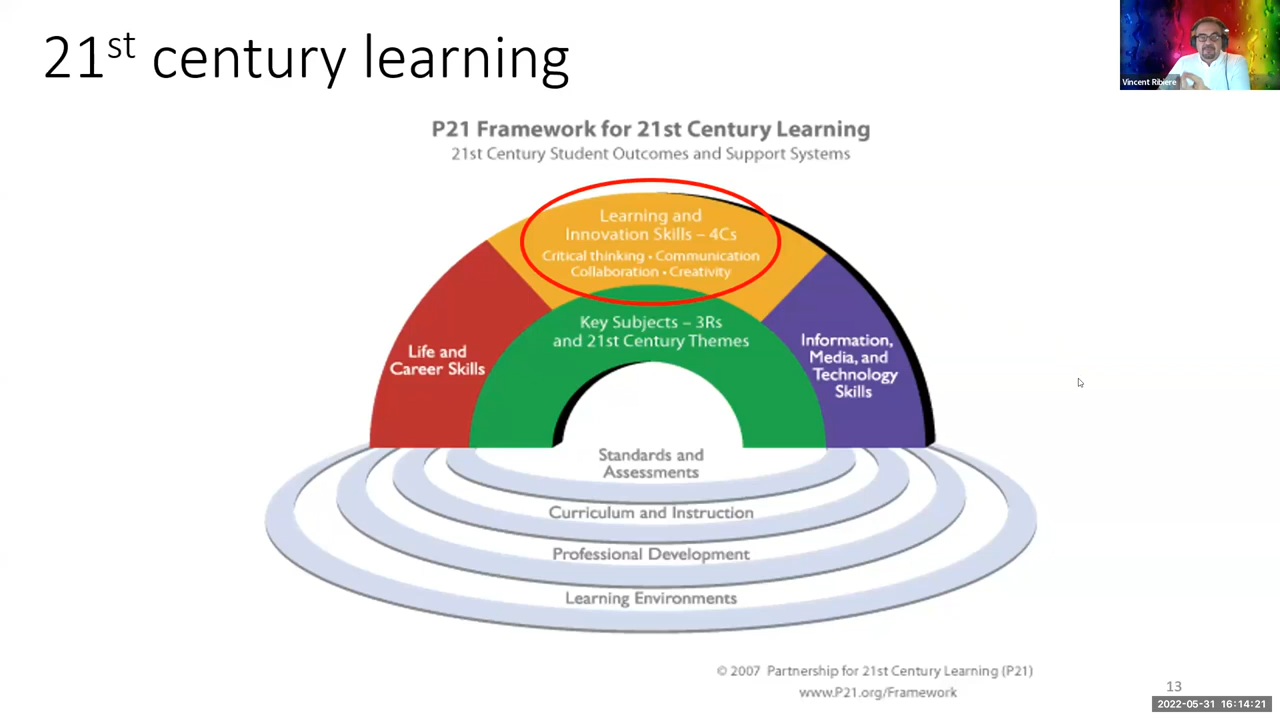 21st century learning
Vincent Ribiere
P21 Framework for 21st Century Learning
21st Century Student Outcomes and Support Systems
Learning and
Innovation Skills – 4Cs
Critical thinking • Communication
Collaboration • Creativity
Key Subjects – 3Rs
and 21st Century Themes
Life and
Career Skills
Information,
Media, and
Technology
Skills
Standards and
Assessments
Curriculum and Instruction
Professional Development
Learning Environments
© 2007 Partnership for 21st Century Learning (P21)
www.P21.org/Framework
13
2022-05-31 16:14:21